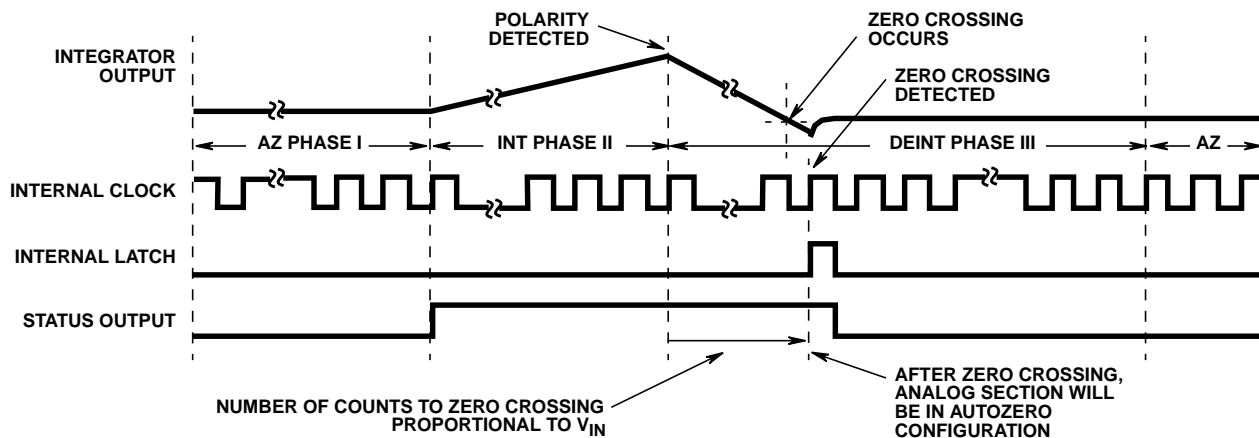 POLARITY
DETECTED
ZERO CROSSING
OCCURS
INTEGRATOR
OUTPUT
ZERO CROSSING
DETECTED
AZ PHASE I
INT PHASE II
DEINT PHASE III
AZ
INTERNAL CLOCK
INTERNAL LATCH
STATUS OUTPUT
NUMBER OF COUNTS TO ZERO CROSSING
PROPORTIONAL TO VIN
AFTER ZERO CROSSING,
ANALOG SECTION WILL
BE IN AUTOZERO
CONFIGURATION